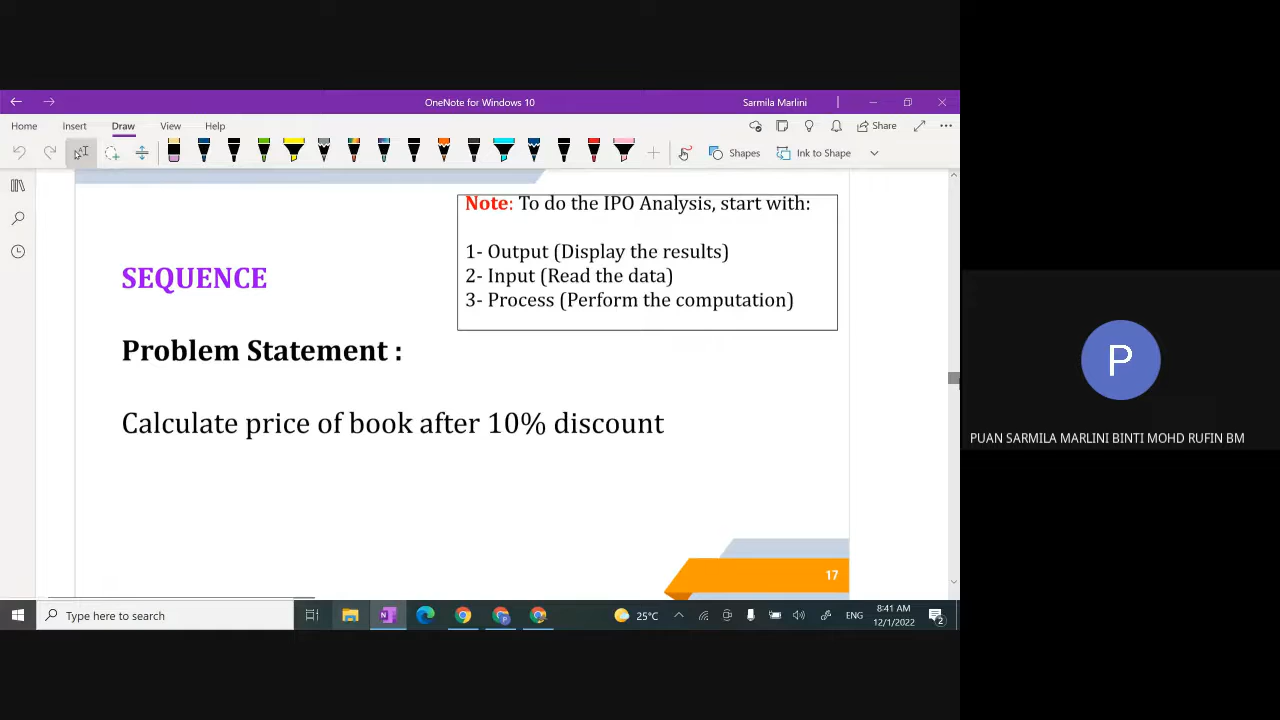 OneNote for Windows 10
Sarmila Marlini
Home Insert Draw View Help
Share
Shapes
Ink to Shape
Note: To do the IPO Analysis, start with:
1- Output (Display the results)
2- Input (Read the data)
3- Process (Perform the computation)
SEQUENCE
Problem Statement :
Calculate price of book after 10% discount
17
P
PUAN SARMILA MARLINI BINTI MOHD RUFIN BM
Type here to search
25°C
ENG
8:41 AM
12/1/2022
2